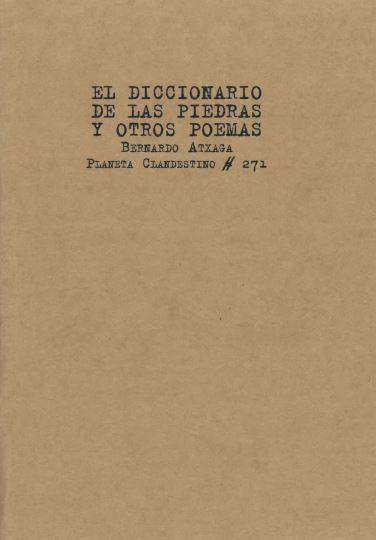 EL DICCIONARIO
DE LAS PIEDRAS
Y OTROS POEMAS
BERNARDO ATXAGA
PLANETA CLANDESTINO # 271